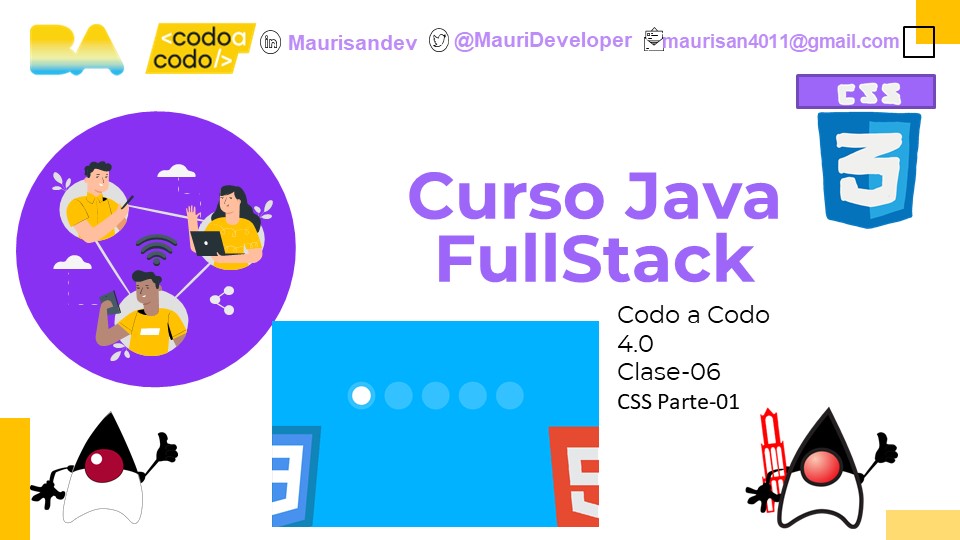 BA
<codo a
codo/>
Maurisandev
@MauriDeveloper
maurisan4011@gmail.com
CSS
3
Curso Java
FullStack
Codo a Codo
4.0
Clase-06
CSS Parte-01